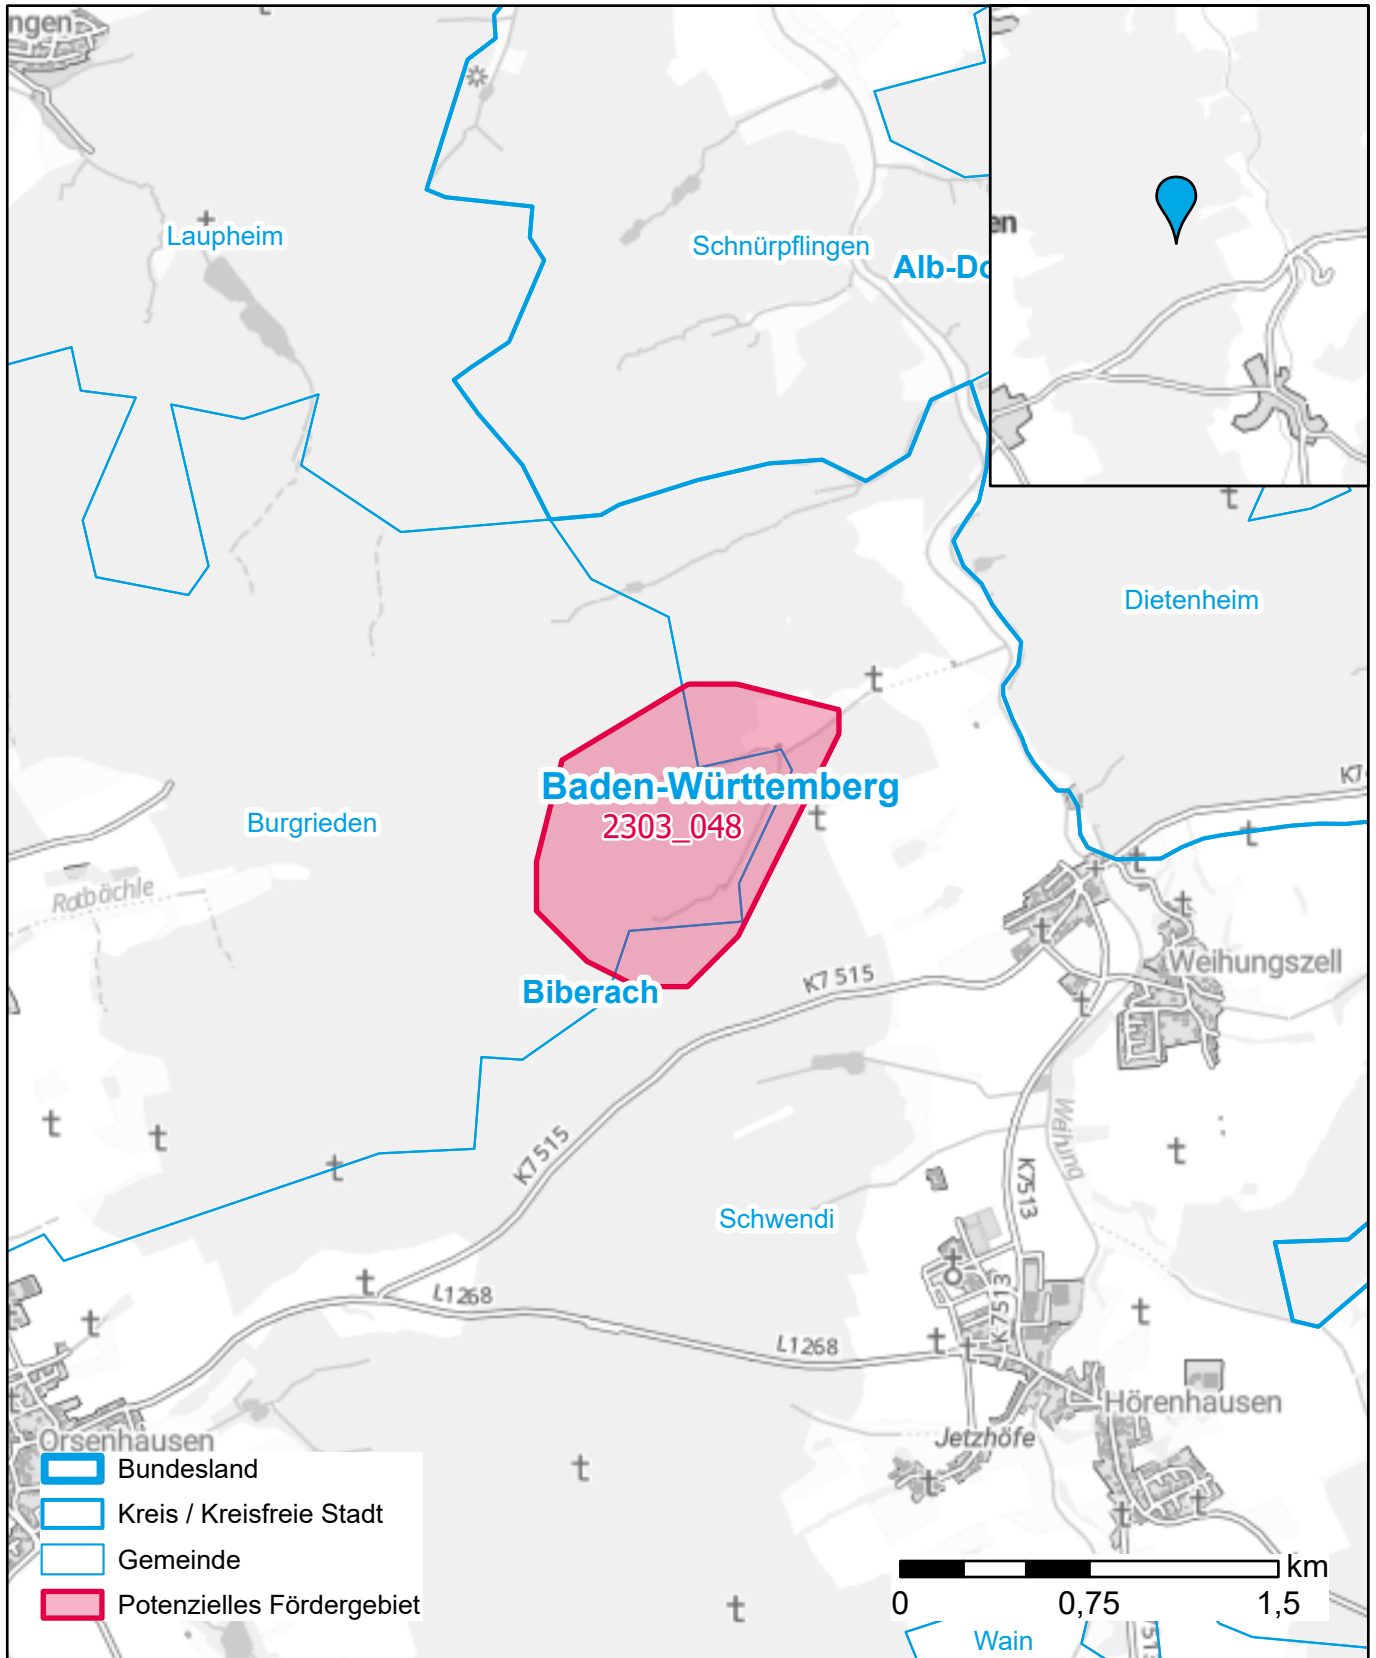 ngen
Laupheim
Schnürpflingen
Alb-Do
en
Dietenheim
Baden-Württemberg
2303_048
K7
Burgrieden
Rotbächle
Weihungszell
K7 515
Biberach
Weihung
K7515
K7513
Schwendi
L1268
K7513
L1268
Hörenhausen
Jetzhöfe
Orsenhausen
Bundesland
Kreis / Kreisfreie Stadt
Gemeinde
Potenzielles Fördergebiet
km
0 0,75 1,5
Wain